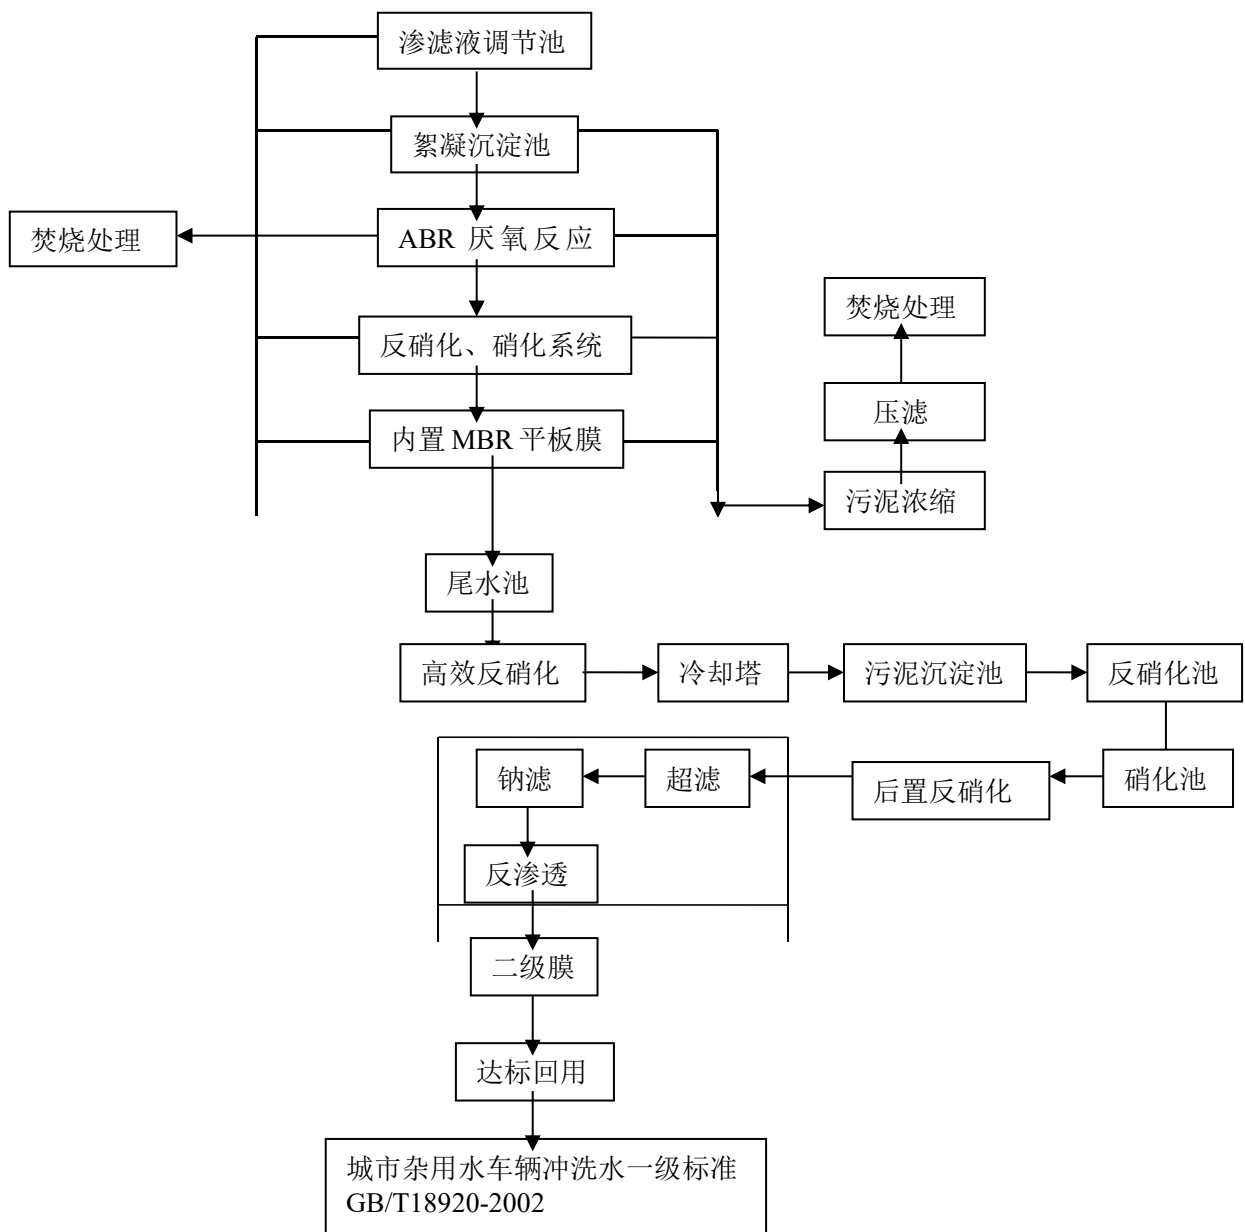 渗滤液调节池
絮凝沉淀池
焚烧处理
ABR 厌氧反应
焚烧处理
反硝化、硝化系统
压滤
内置 MBR 平板膜
污泥浓缩
尾水池
高效反硝化
冷却塔
污泥沉淀池
反硝化池
钠滤
超滤
后置反硝化
硝化池
反渗透
二级膜
达标回用
城市杂用水车辆冲洗水一级标准
GB/T18920-2002